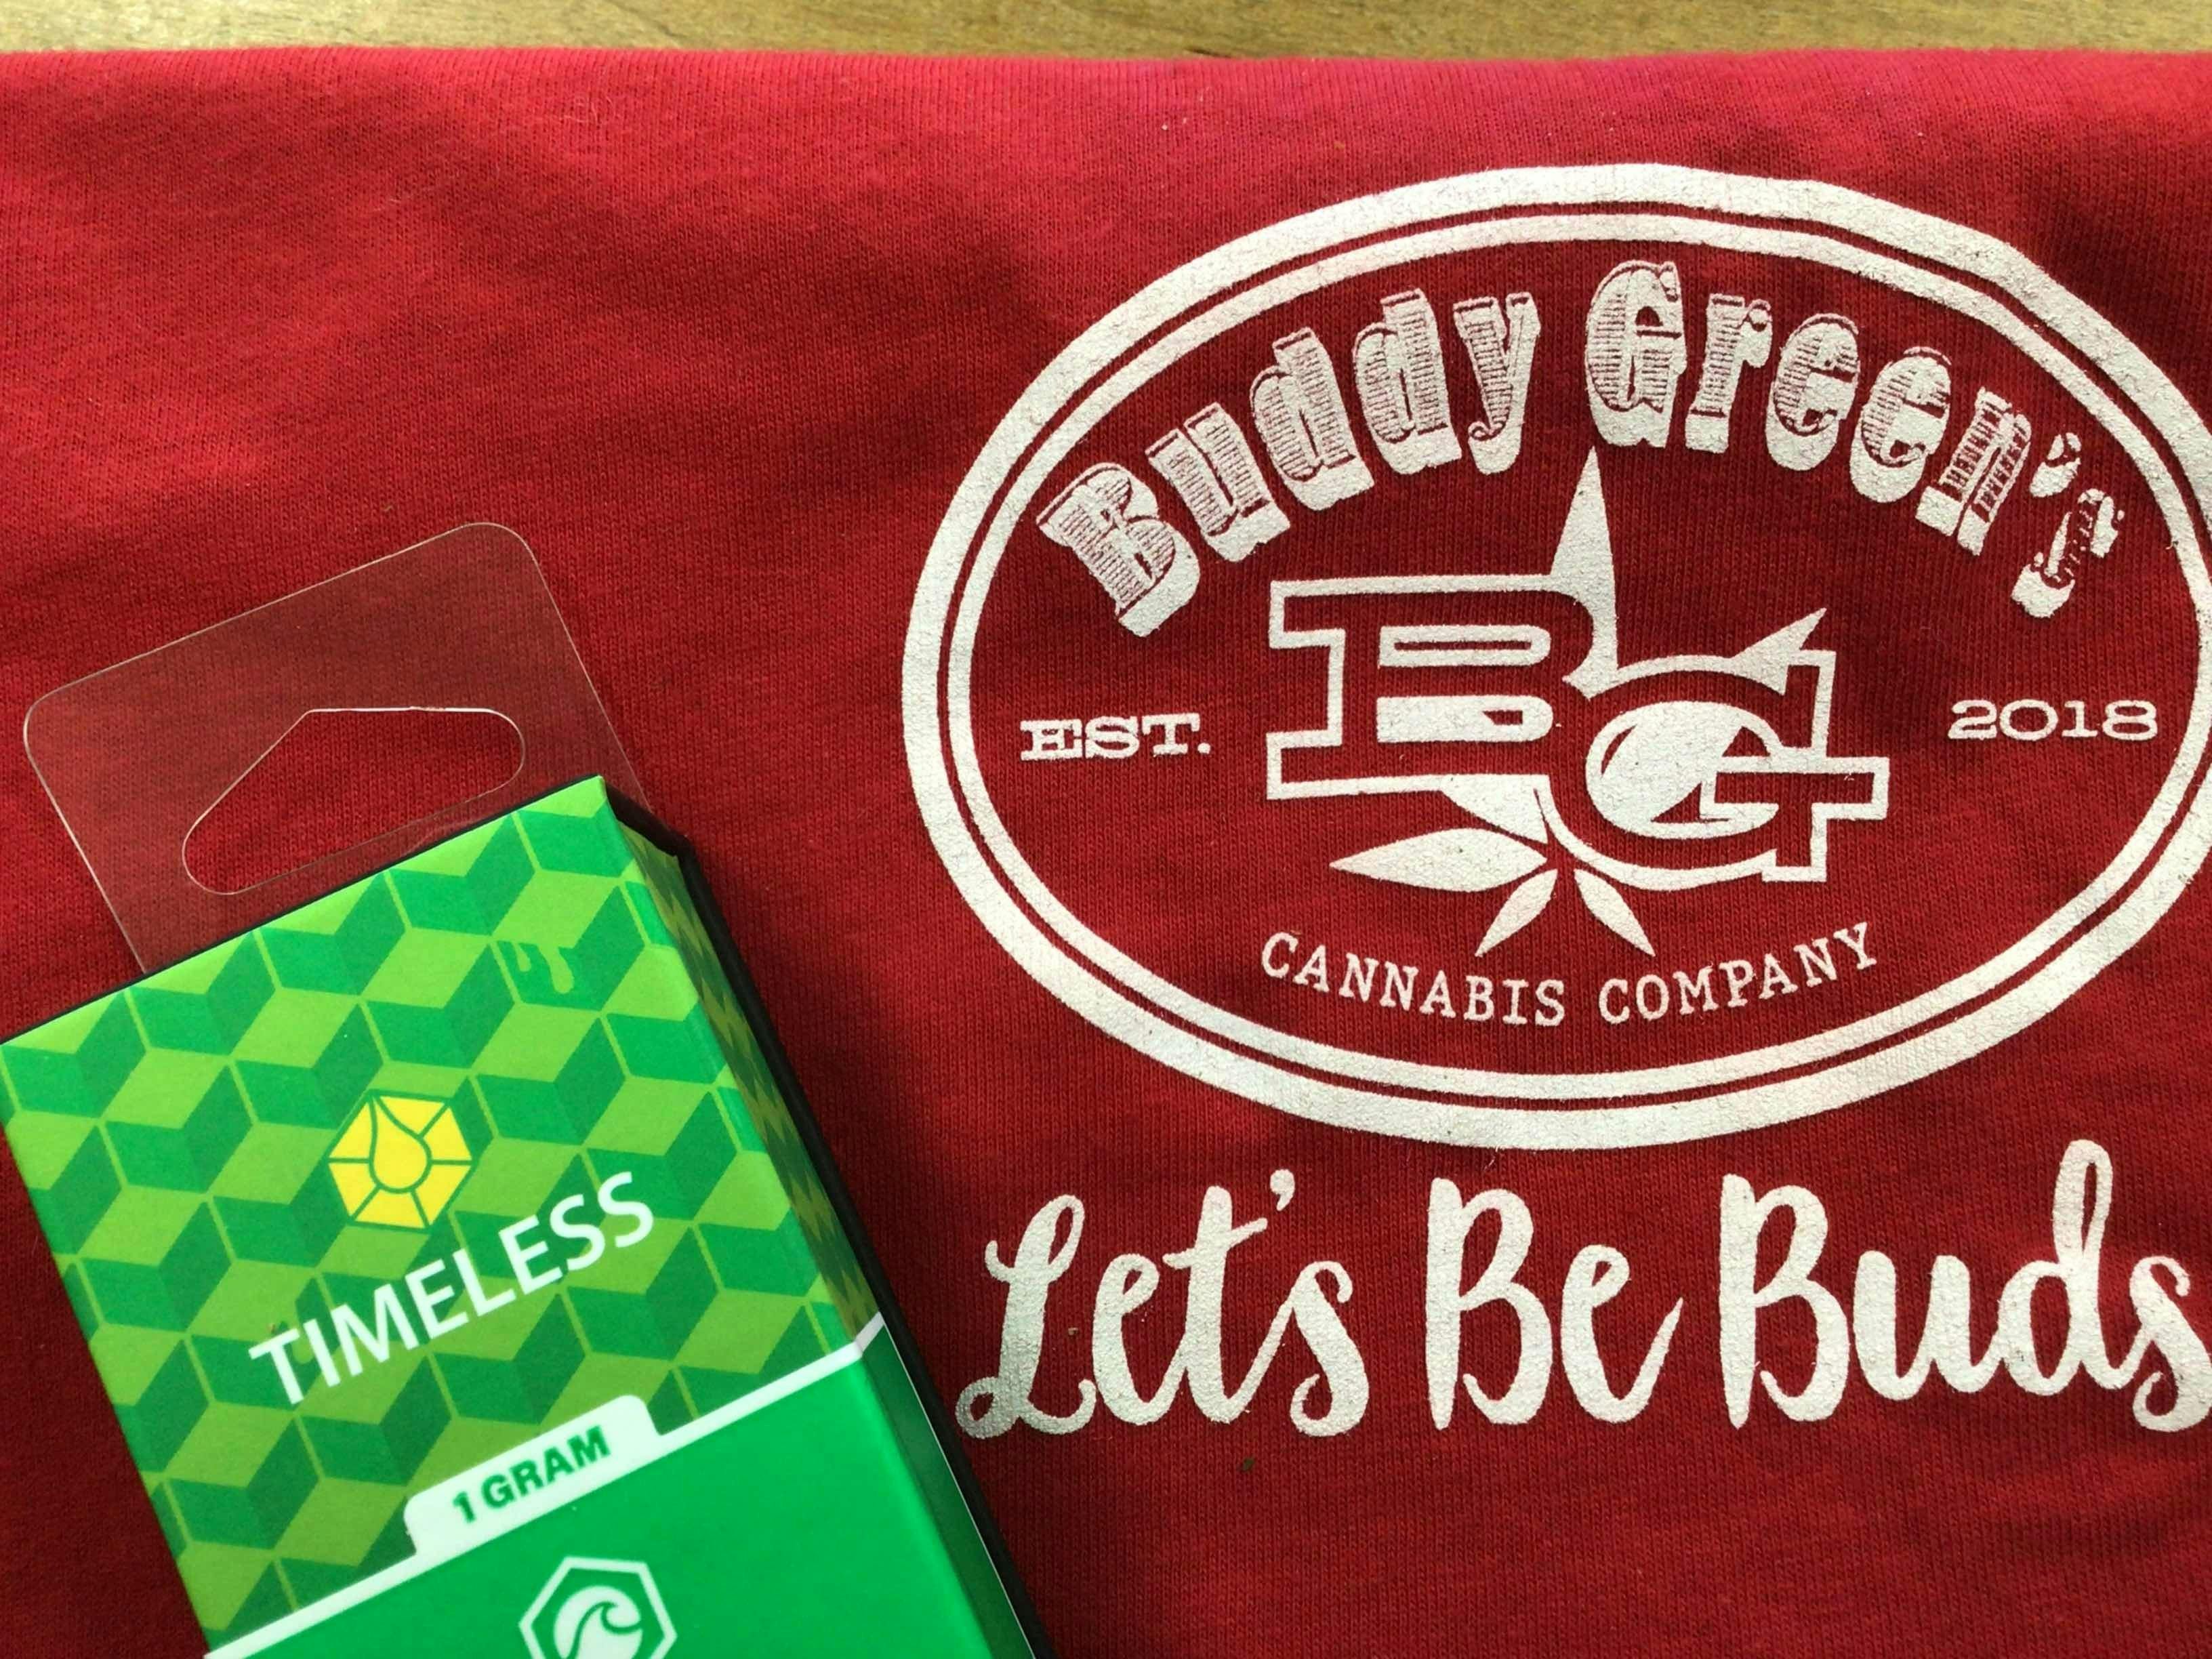 Buddy Green's
EST.
BG
2018
CANNABIS COMPANY
Let's Be Buds
TIMELESS
1 GRAM